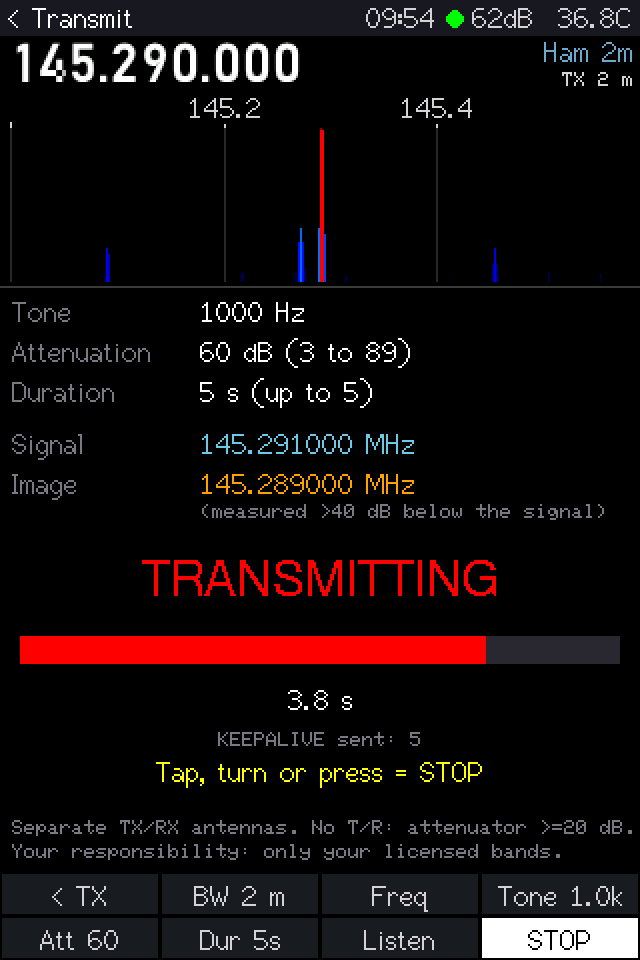 < Transmit 09:54 62dB 36.8C
145.290.000 Ham 2m
TX 2 m
145.2 145.4
Tone 1000 Hz
Attenuation 60 dB (3 to 89)
Duration 5 s (up to 5)
Signal 145.291000 MHz
Image 145.289000 MHz
(measured >40 dB below the signal)
TRANSMITTING
3.8 s
KEEPALIVE sent: 5
Tap, turn or press = STOP
Separate TX/RX antennas. No T/R: attenuator >=20 dB.
Your responsibility: only your licensed bands.
< TX BW 2 m Freq Tone 1.0k
Att 60 Dur 5s Listen STOP